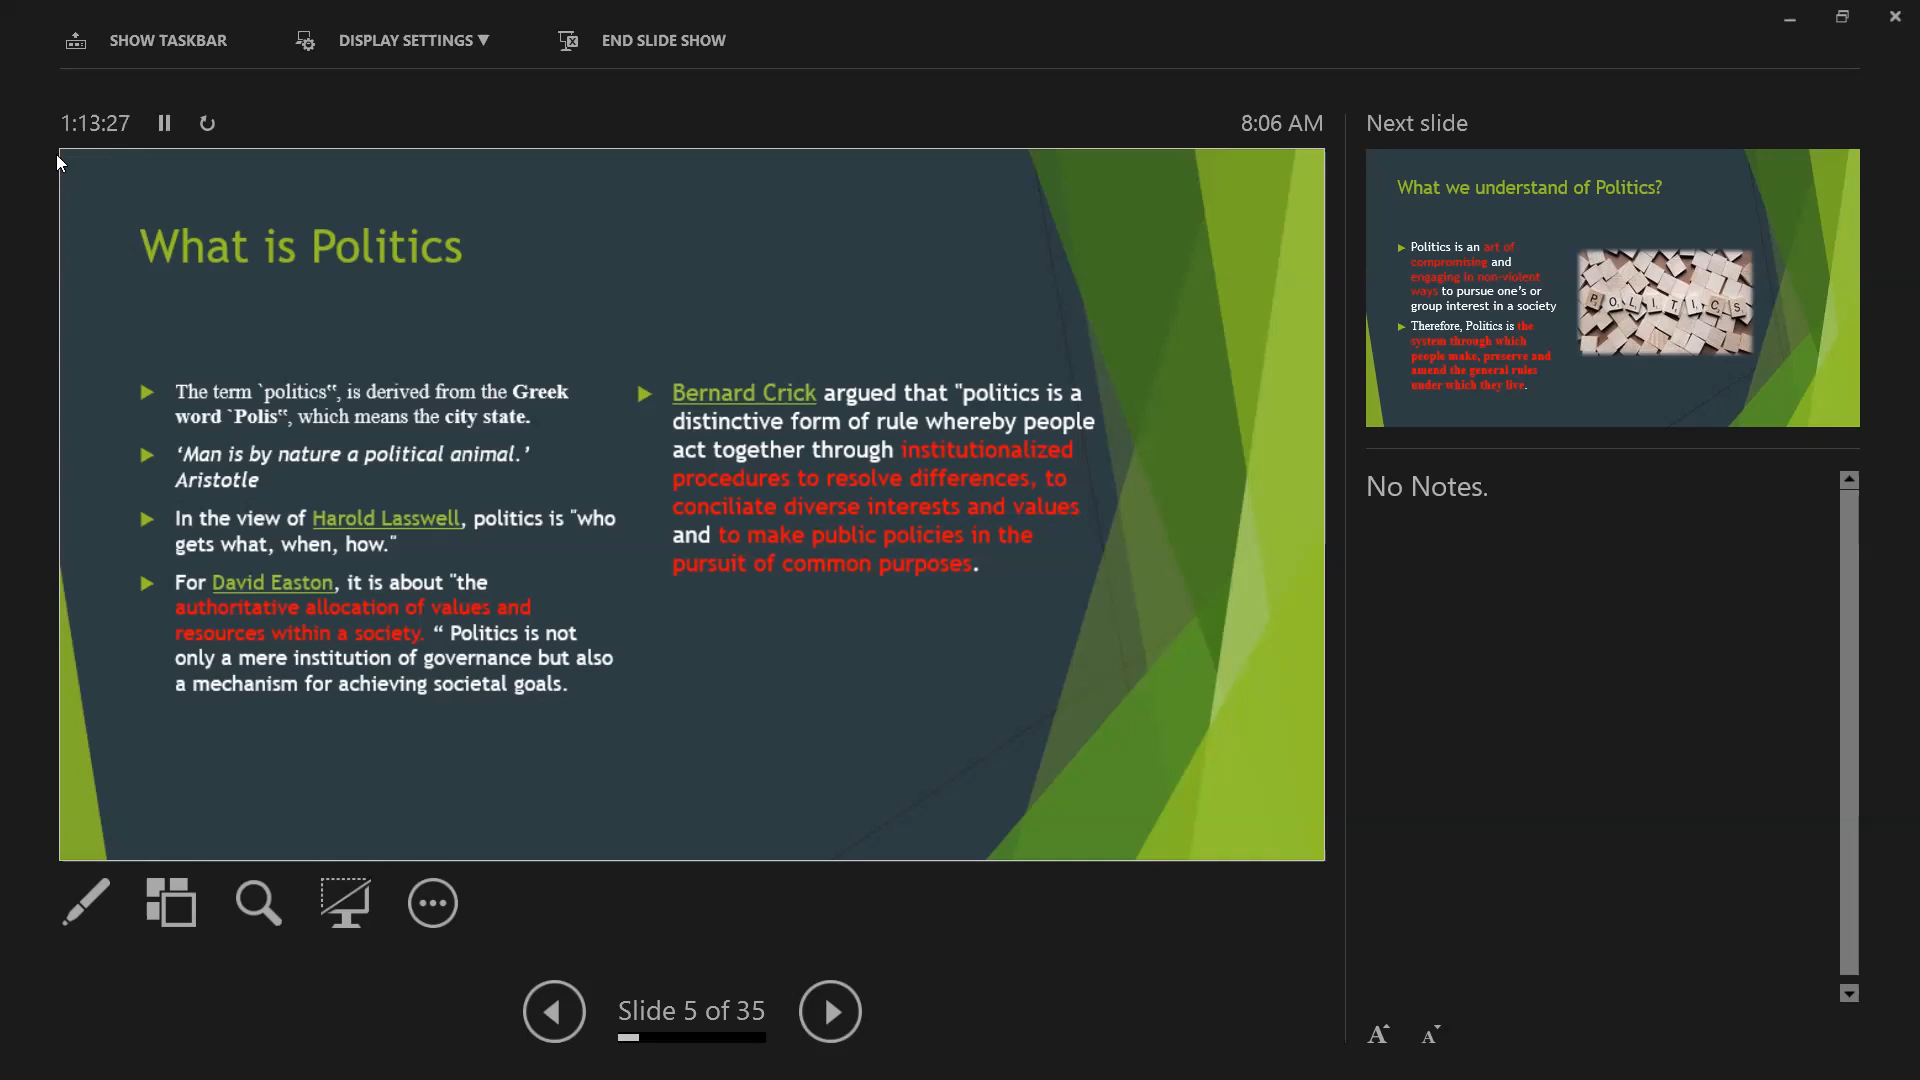 SHOW TASKBAR
DISPLAY SETTINGS ▼
END SLIDE SHOW
1:13:27
8:06 AM
What is Politics
The term `politics‟, is derived from the Greek
word `Polis‟, which means the city state.
‘Man is by nature a political animal.’
Aristotle
In the view of Harold Lasswell, politics is "who
gets what, when, how."
For David Easton, it is about "the
authoritative allocation of values and
resources within a society. “ Politics is not
only a mere institution of governance but also
a mechanism for achieving societal goals.
Bernard Crick argued that "politics is a
distinctive form of rule whereby people
act together through institutionalized
procedures to resolve differences, to
conciliate diverse interests and values
and to make public policies in the
pursuit of common purposes.
Slide 5 of 35
Next slide
What we understand of Politics?
Politics is an art of
compromising and
engaging in non-violent
ways to pursue one’s or
group interest in a society
Therefore, Politics is the
system through which
people make, preserve and
amend the general rules
under which they live.
POLITICS
No Notes.
A A